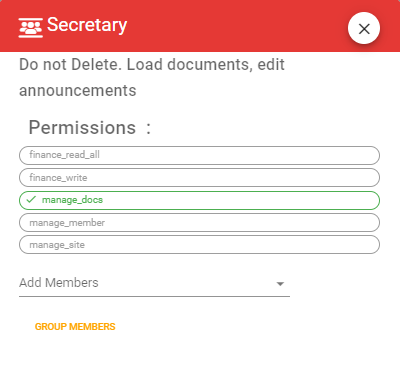 Secretary
Do not Delete. Load documents, edit
announcements
Permissions :
finance_read_all
finance_write
manage_docs
manage_member
manage_site
Add Members
GROUP MEMBERS